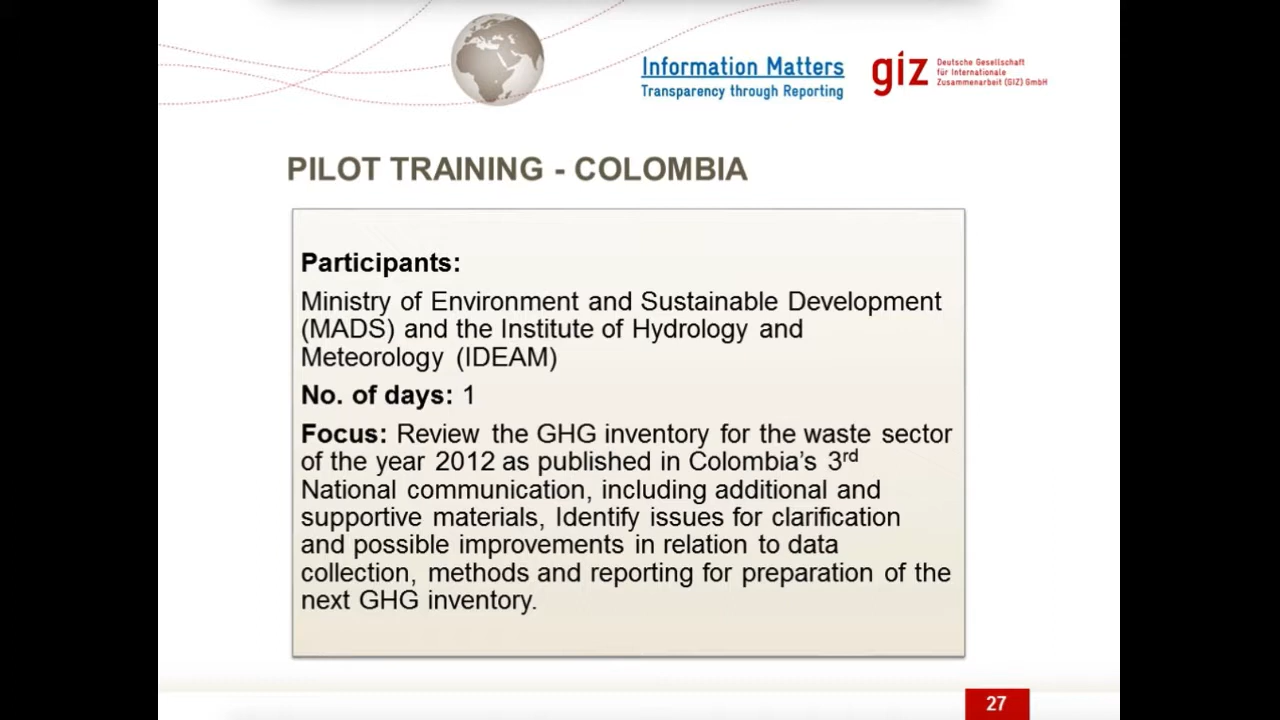 Information Matters
Transparency through Reporting
giz
Deutsche Gesellschaft
für Internationale
Zusammenarbeit (GIZ) GmbH
PILOT TRAINING - COLOMBIA
Participants:
Ministry of Environment and Sustainable Development
(MADS) and the Institute of Hydrology and
Meteorology (IDEAM)
No. of days: 1
Focus: Review the GHG inventory for the waste sector
of the year 2012 as published in Colombia's 3rd
National communication, including additional and
supportive materials, Identify issues for clarification
and possible improvements in relation to data
collection, methods and reporting for preparation of the
next GHG inventory.
27